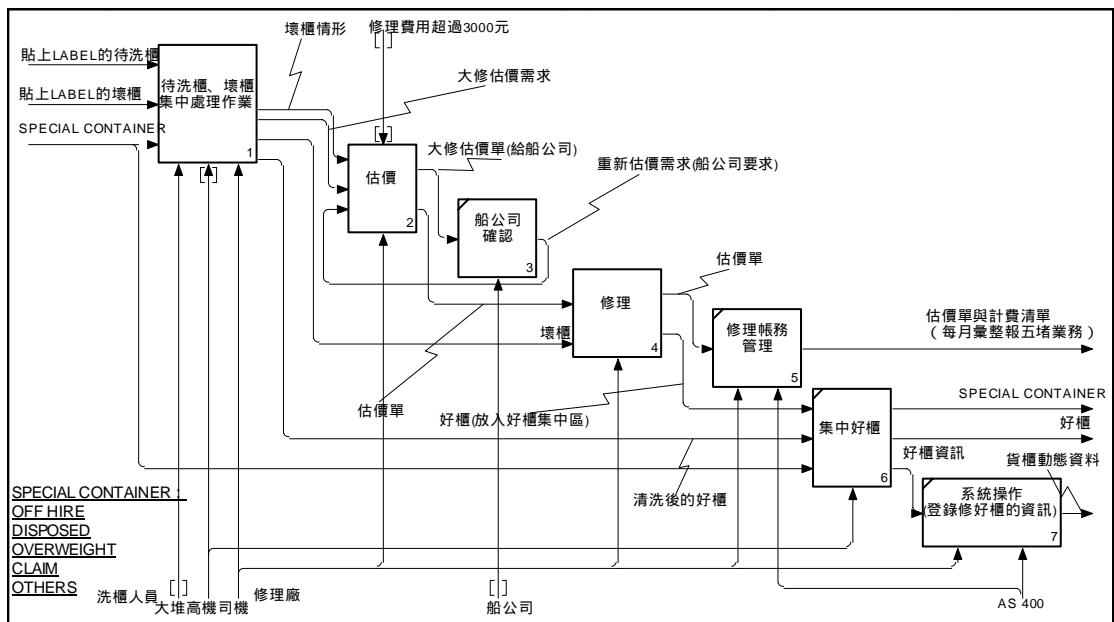 壞櫃情形
修理費用超過3000元
貼上LABEL的待洗櫃
待洗櫃、壞櫃
集中處理作業
1
大修估價需求
貼上LABEL的壞櫃
SPECIAL CONTAINER
大修估價單(給船公司)
重新估價需求(船公司要求)
估價
2
船公司
確認
3
估價單
修理
4
壞櫃
修理帳務
管理
5
估價單與計費清單
（每月彙整報五堵業務）
估價單
好櫃(放入好櫃集中區)
SPECIAL CONTAINER
集中好櫃
6
好櫃
好櫃資訊
貨櫃動態資料
清洗後的好櫃
系統操作
(登錄修好櫃的資訊)
7
SPECIAL CONTAINER :
OFF HIRE
DISPOSED
OVERWEIGHT
CLAIM
OTHERS
洗櫃人員
大堆高機司機
修理廠
船公司
AS 400